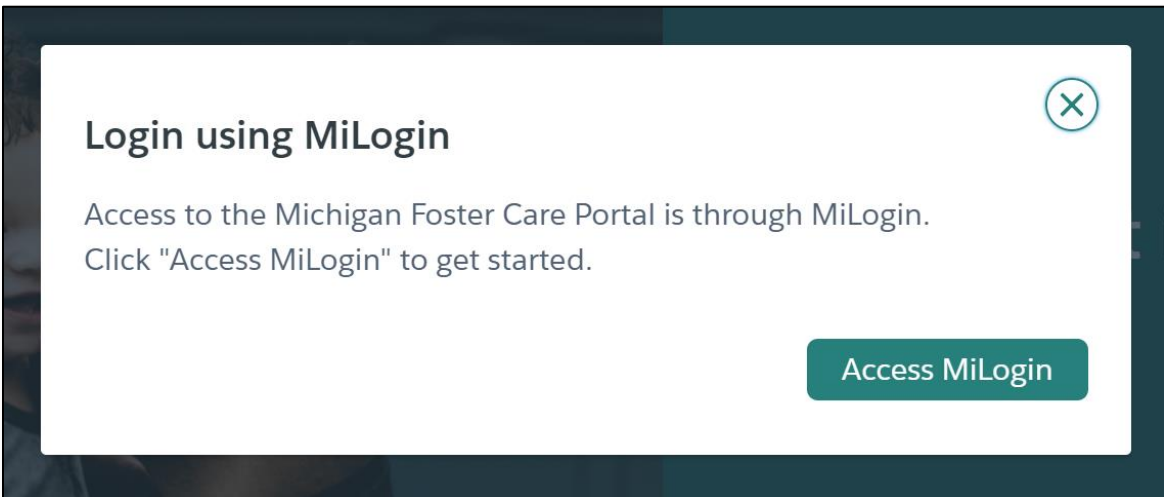 Login using MiLogin
Access to the Michigan Foster Care Portal is through MiLogin.
Click "Access MiLogin" to get started.
Access MiLogin